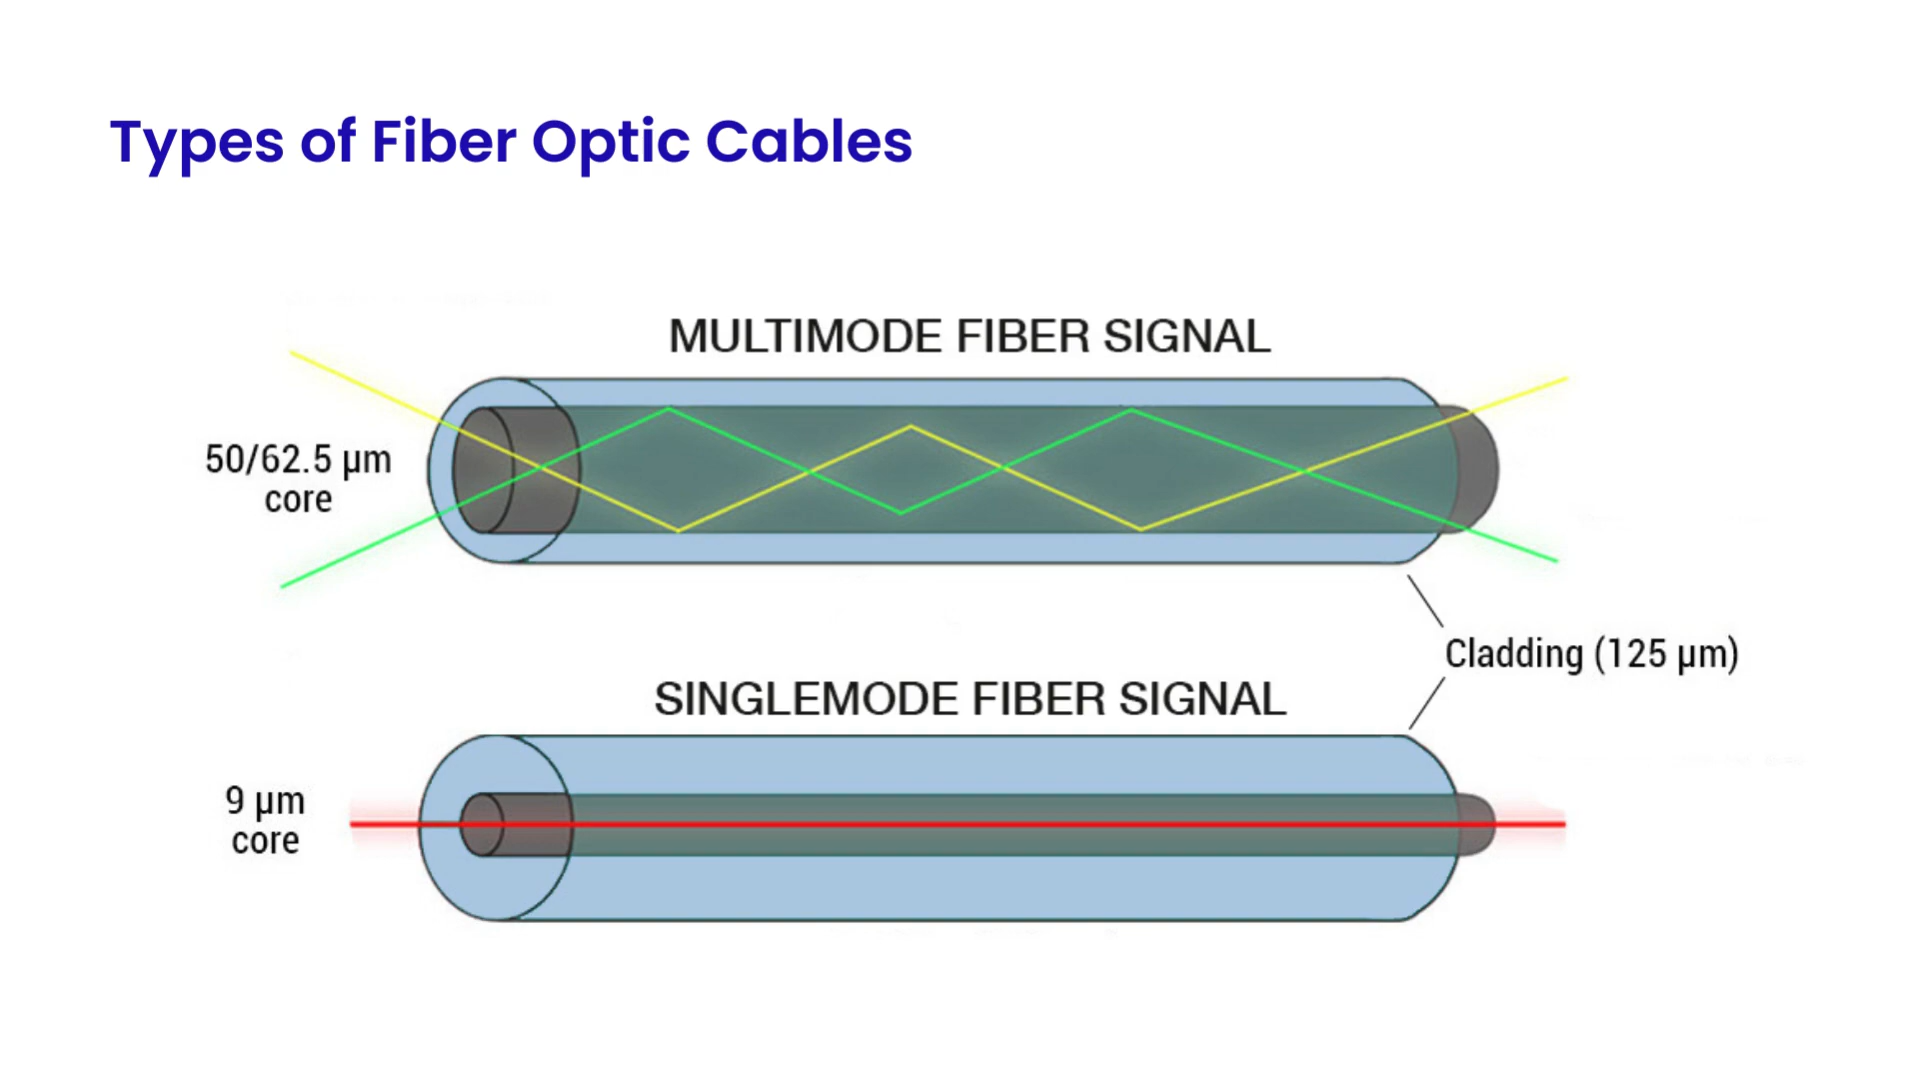 Types of Fiber Optic Cables
MULTIMODE FIBER SIGNAL
50/62.5 µm
core
Cladding (125 µm)
SINGLEMODE FIBER SIGNAL
9 µm
core